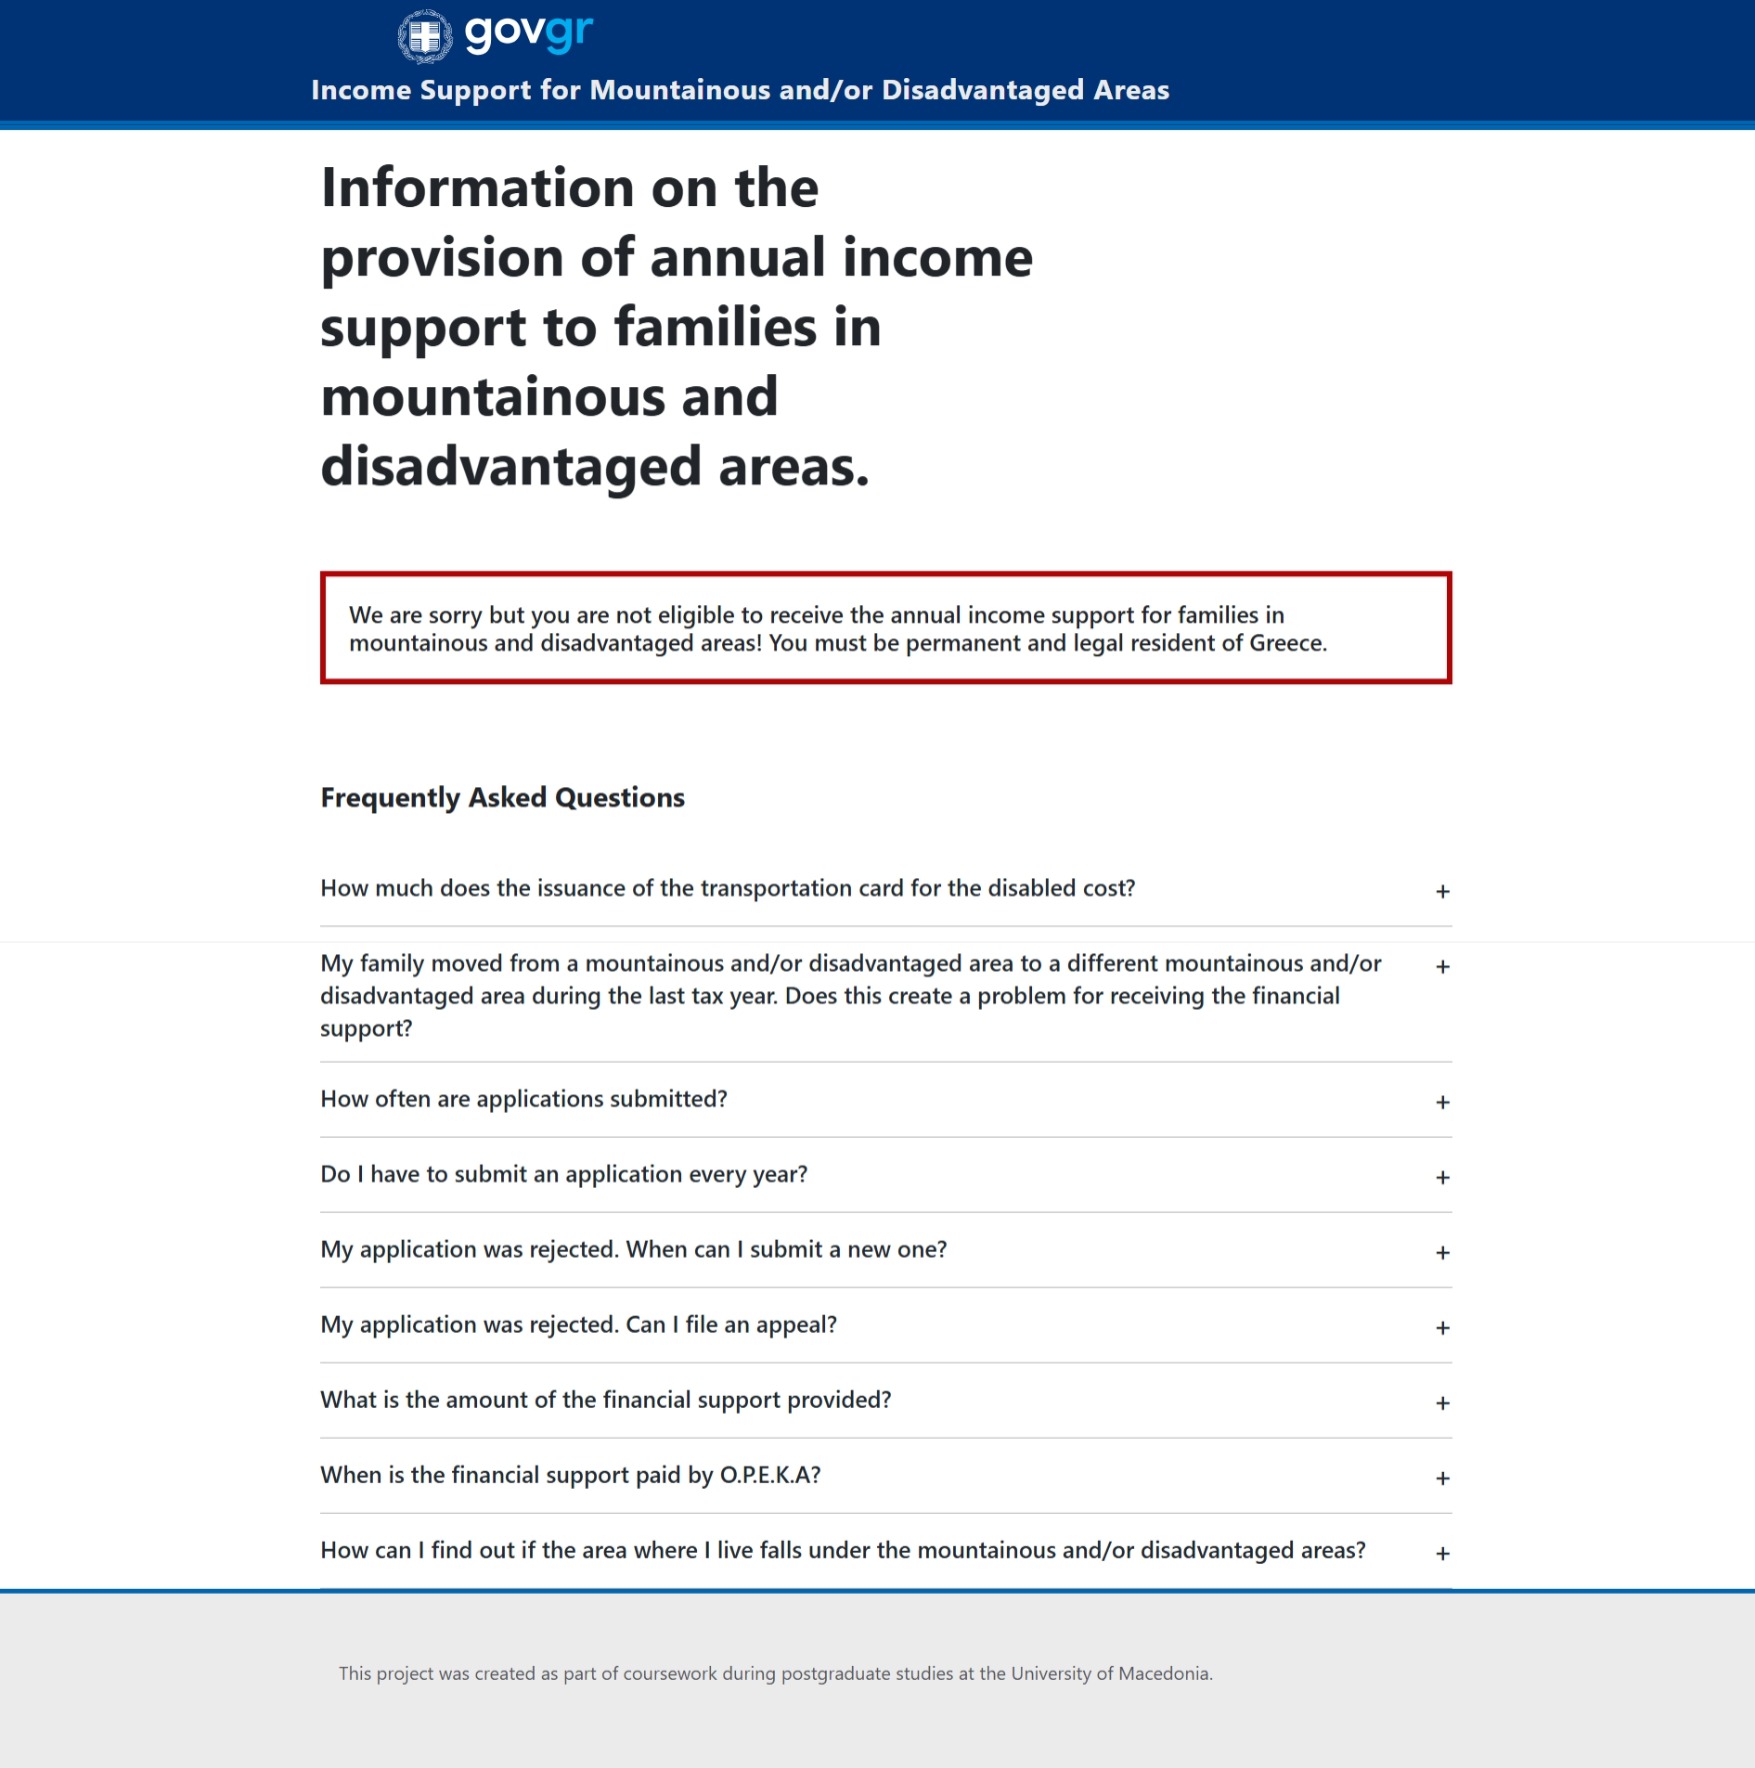 govgr
Income Support for Mountainous and/or Disadvantaged Areas
Information on the
provision of annual income
support to families in
mountainous and
disadvantaged areas.
We are sorry but you are not eligible to receive the annual income support for families in
mountainous and disadvantaged areas! You must be permanent and legal resident of Greece.
Frequently Asked Questions
How much does the issuance of the transportation card for the disabled cost? +
My family moved from a mountainous and/or disadvantaged area to a different mountainous and/or +
disadvantaged area during the last tax year. Does this create a problem for receiving the financial
support?
How often are applications submitted? +
Do I have to submit an application every year? +
My application was rejected. When can I submit a new one? +
My application was rejected. Can I file an appeal? +
What is the amount of the financial support provided? +
When is the financial support paid by O.P.E.K.A? +
How can I find out if the area where I live falls under the mountainous and/or disadvantaged areas? +
This project was created as part of coursework during postgraduate studies at the University of Macedonia.